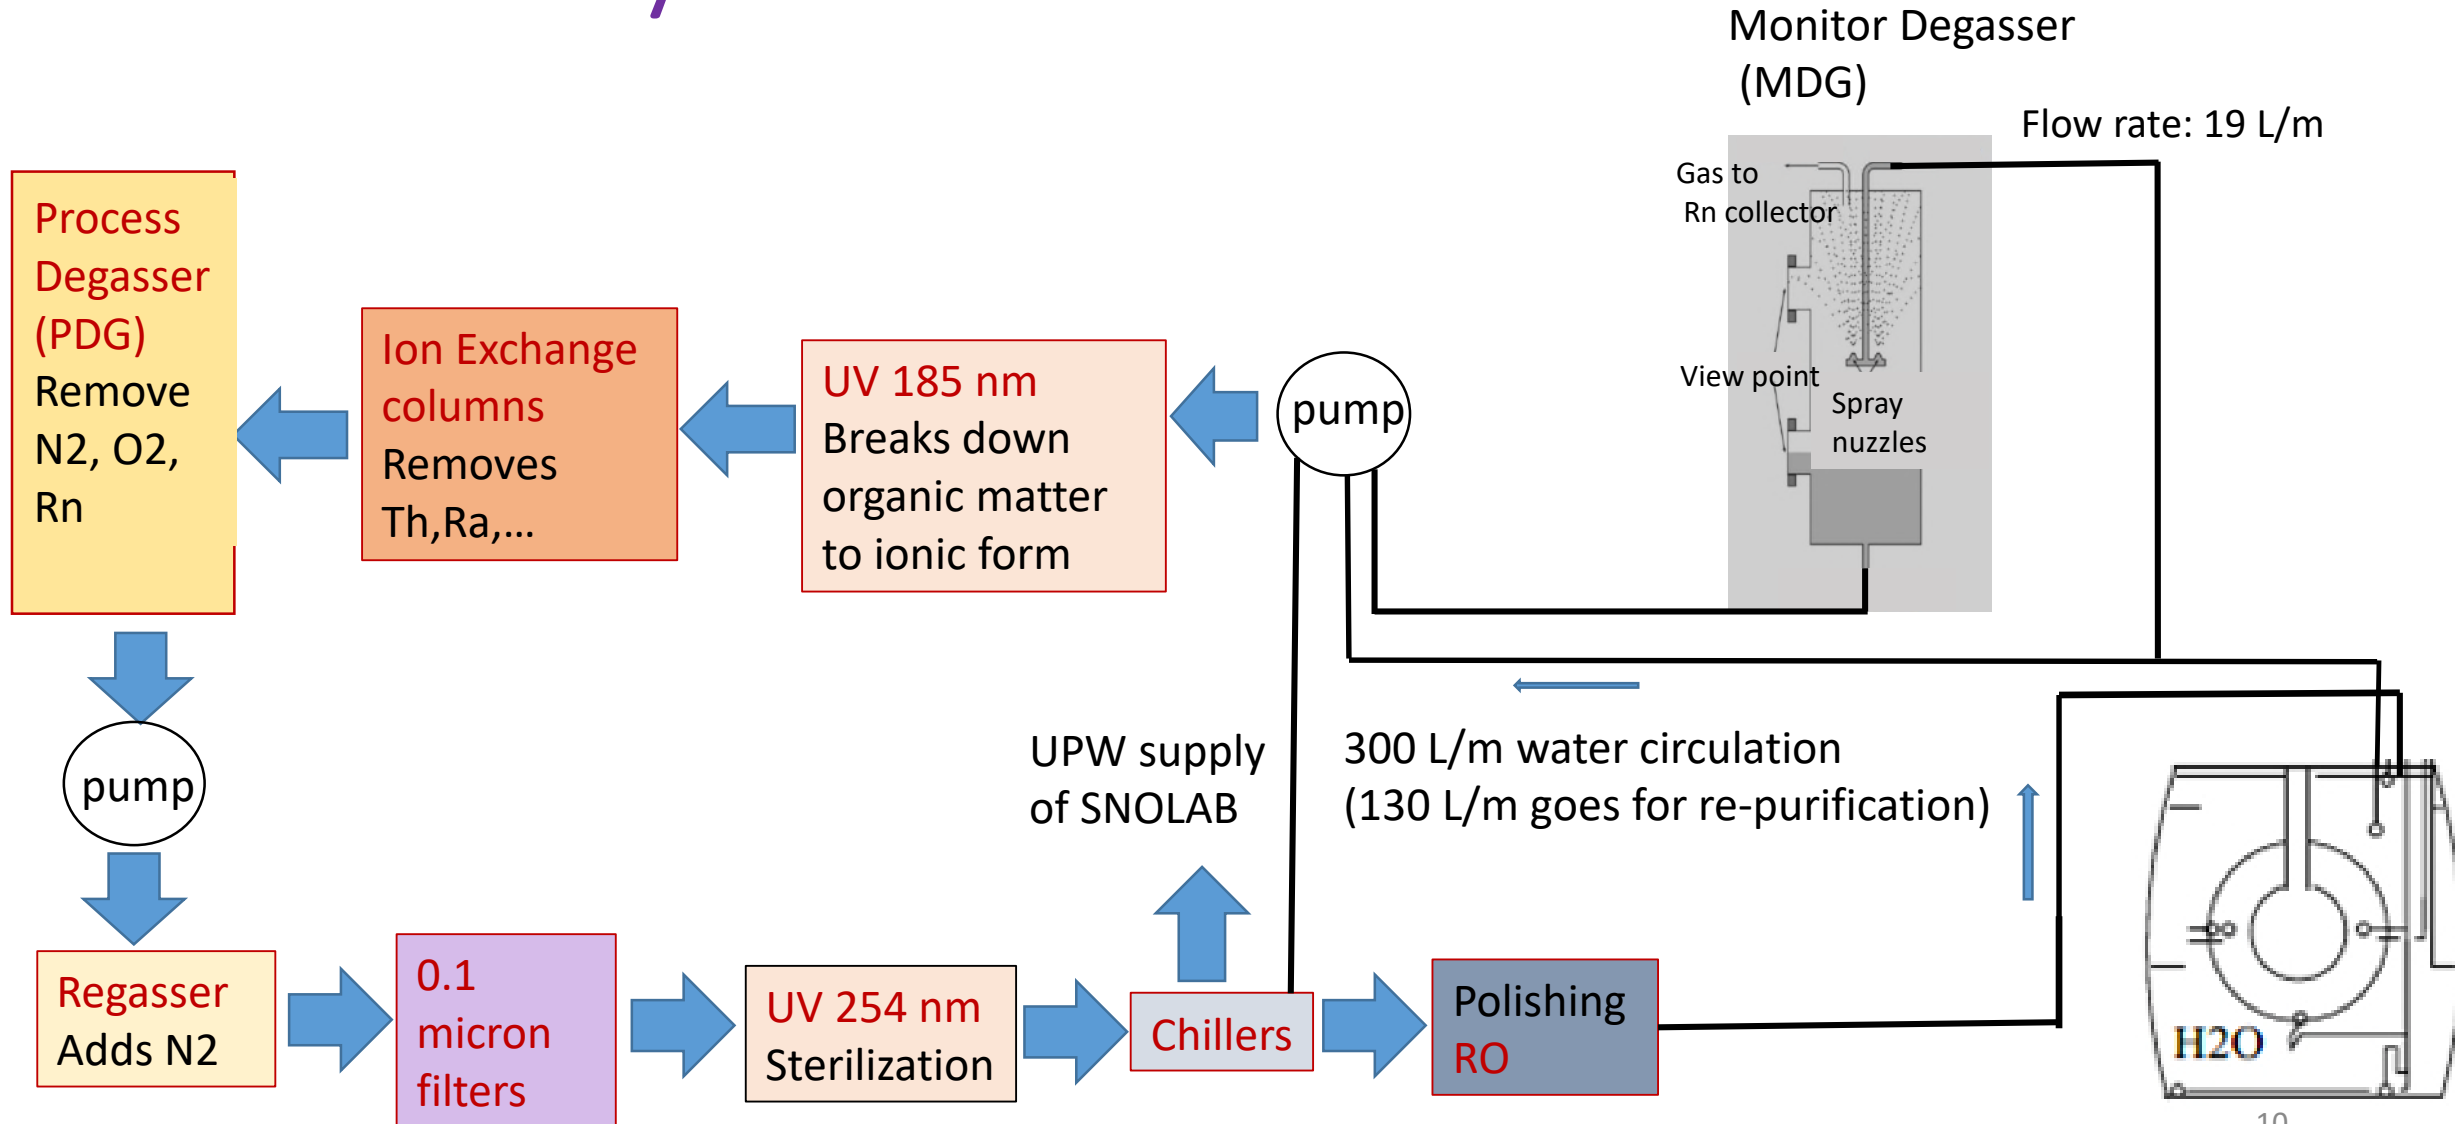 Monitor Degasser
(MDG)
Flow rate: 19 L/m
Gas to
Rn collector
View point
Spray
nuzzles
Process
Degasser
(PDG)
Remove
N2, O2,
Rn
Ion Exchange
columns
Removes
Th,Ra,...
UV 185 nm
Breaks down
organic matter
to ionic form
pump
pump
UPW supply
of SNOLAB
300 L/m water circulation
(130 L/m goes for re-purification)
Regasser
Adds N2
0.1
micron
filters
UV 254 nm
Sterilization
Chillers
Polishing
RO
H2O
10